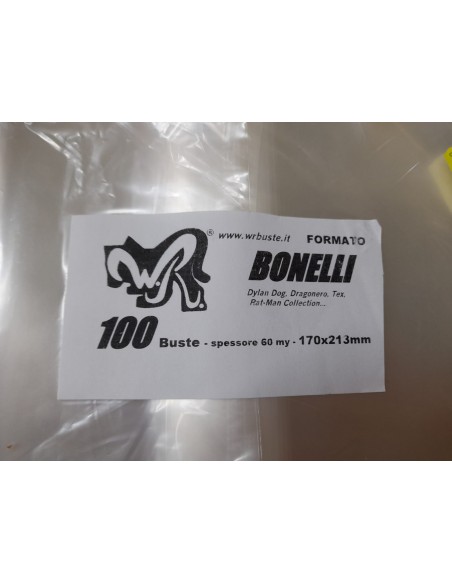 W.R.® www.wrbuste.it FORMATO
BONELLI
Dylan Dog, Dragonero, Tex,
Rat-Man Collection...
100 Buste - spessore 60 my - 170x213mm